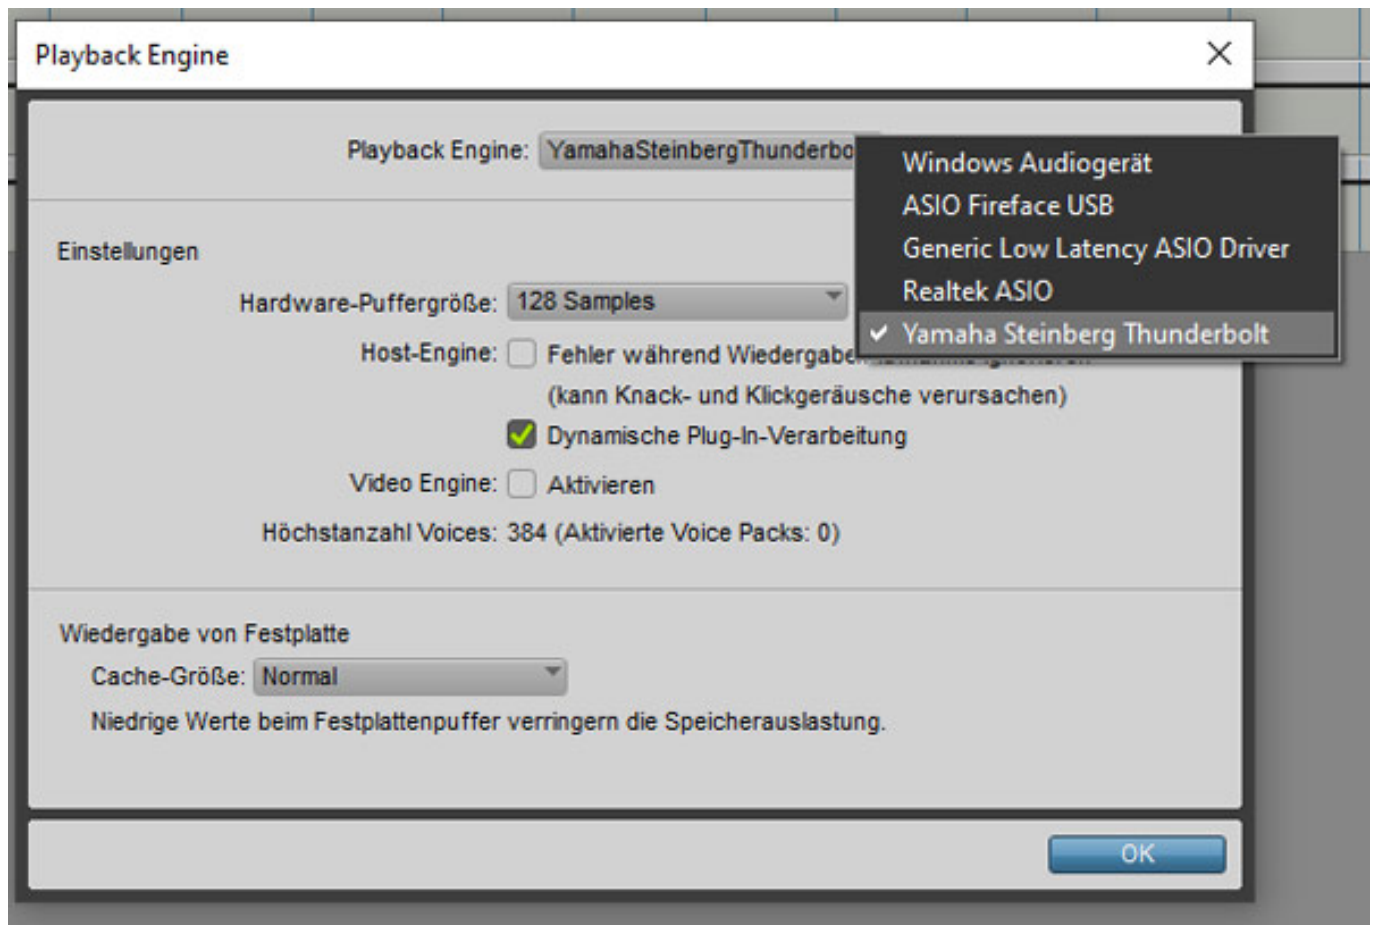 Playback Engine
Playback Engine: YamahaSteinbergThunderbo
Windows Audiogerät
ASIO Fireface USB
Generic Low Latency ASIO Driver
Realtek ASIO
Yamaha Steinberg Thunderbolt
Einstellungen
Hardware-Puffergröße: 128 Samples
Host-Engine: Fehler während Wiedergabe
(kann Knack- und Klickgeräusche verursachen)
Dynamische Plug-In-Verarbeitung
Video Engine: Aktivieren
Höchstanzahl Voices: 384 (Aktivierte Voice Packs: 0)
Wiedergabe von Festplatte
Cache-Größe: Normal
Niedrige Werte beim Festplattenpuffer verringern die Speicherauslastung.
OK